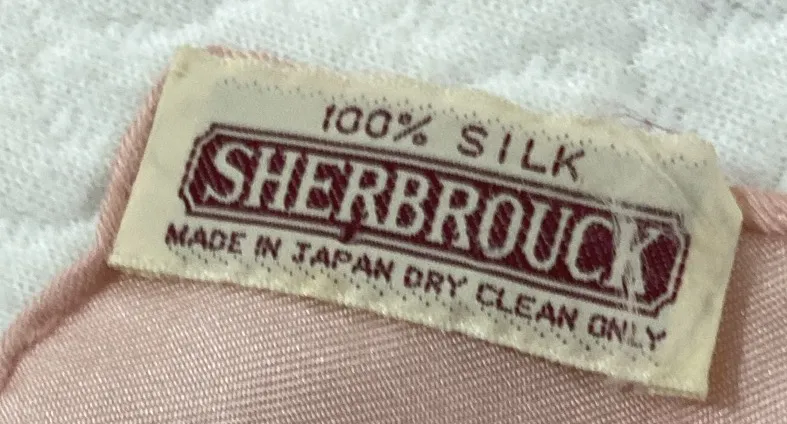 100% SILK
SHERBROUCK
MADE IN JAPAN DRY CLEAN ONLY